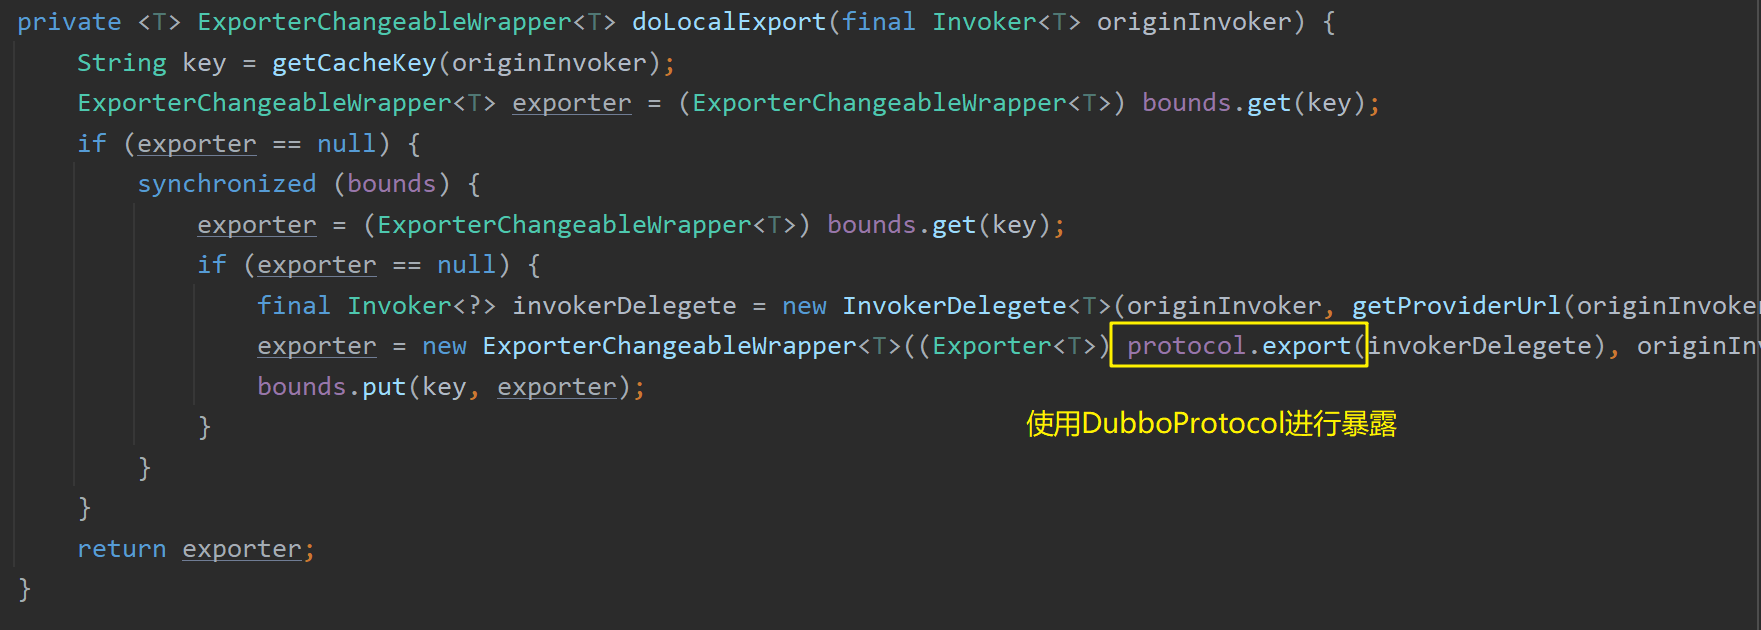 private <T> ExporterChangeableWrapper<T> doLocalExport(final Invoker<T> originInvoker) {
String key = getCacheKey(originInvoker);
ExporterChangeableWrapper<T> exporter = (ExporterChangeableWrapper<T>) bounds.get(key);
if (exporter == null) {
synchronized (bounds) {
exporter = (ExporterChangeableWrapper<T>) bounds.get(key);
if (exporter == null) {
final Invoker<?> invokerDelegete = new InvokerDelegete<T>(originInvoker, getProviderUrl(originInvoker
exporter = new ExporterChangeableWrapper<T>((Exporter<T>) protocol.export(invokerDelegete), originInv
bounds.put(key, exporter);
}
使用DubboProtocol进行暴露
}
}
return exporter;
}